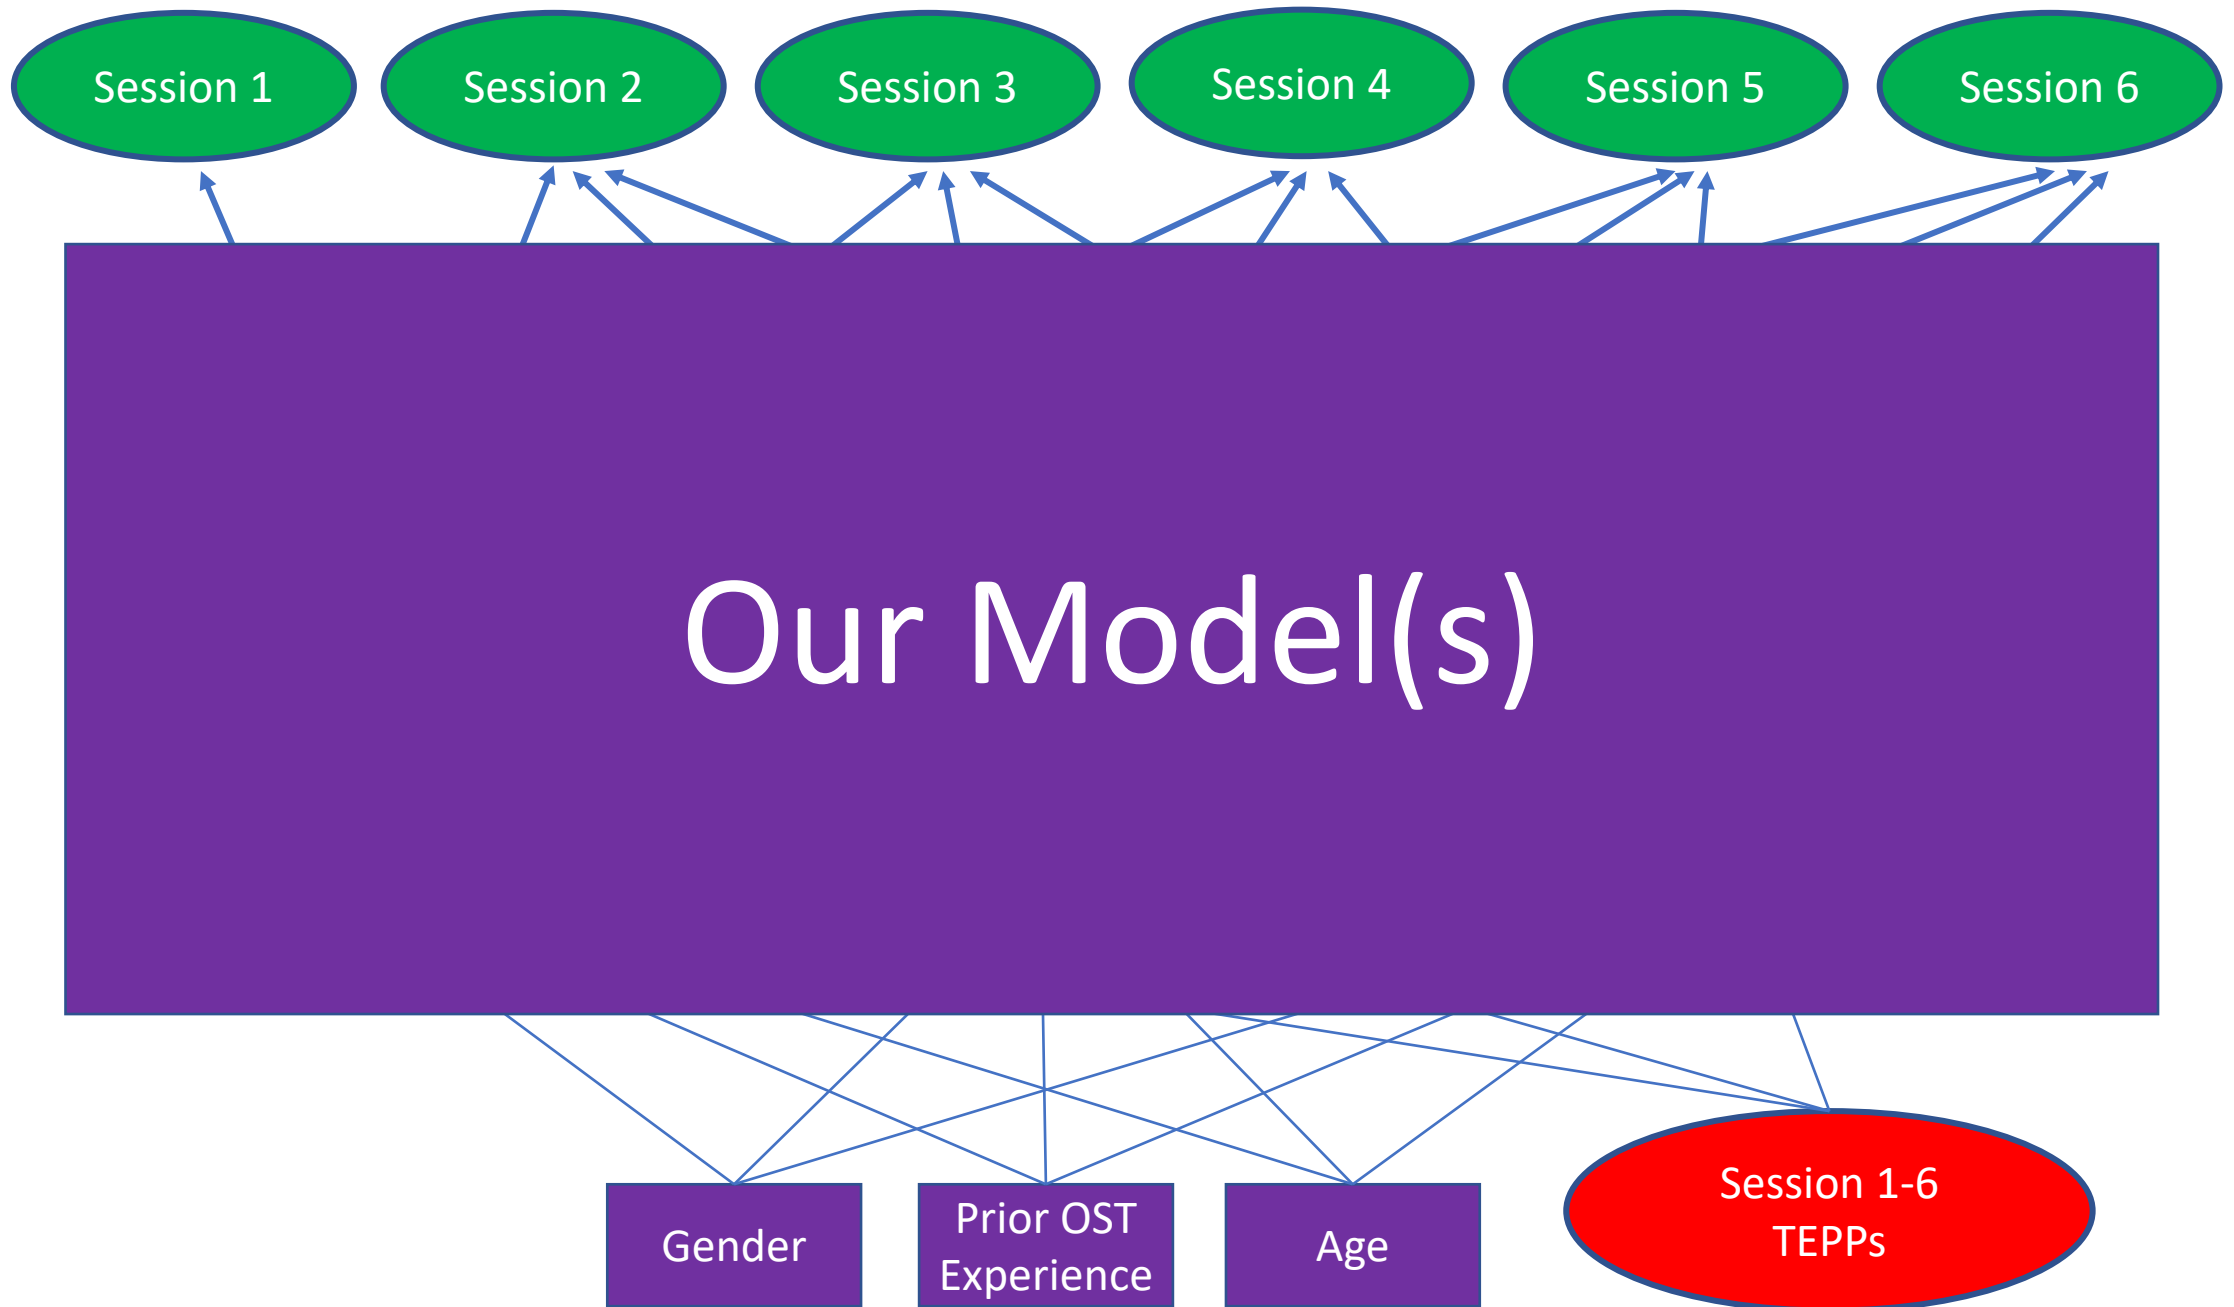 Session 1
Session 2
Session 3
Session 4
Session 5
Session 6
Our Model(s)
Gender
Prior OST
Experience
Age
Session 1-6
TEPPs